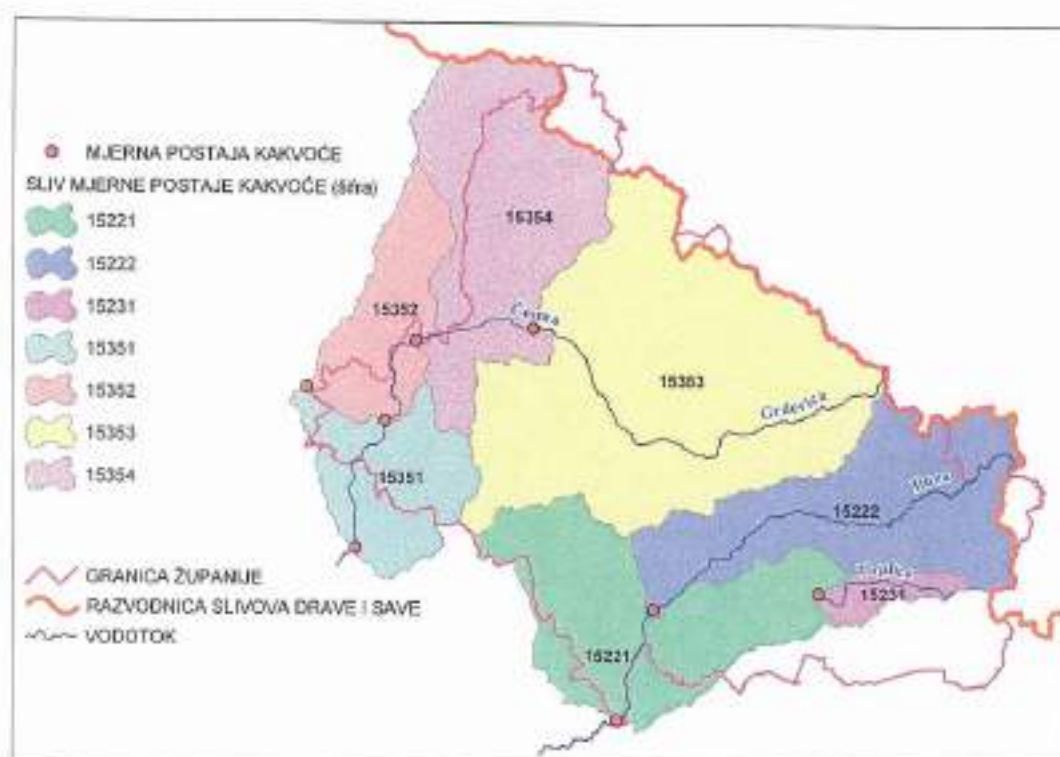 MJERNA POSTAJA KAKVOĆE
SLIV MJERNE POSTAJE KAKVOĆE (šifra)
15221
15222
15231
15351
15352
15353
15354
GRANICA ŽUPANIJE
RAZVODNICA SLIVOVA DRAVE I SAVE
VODOTOK
15354
15352
Česma
15353
Grđevica
15351
15222
Ilova
15231
15221